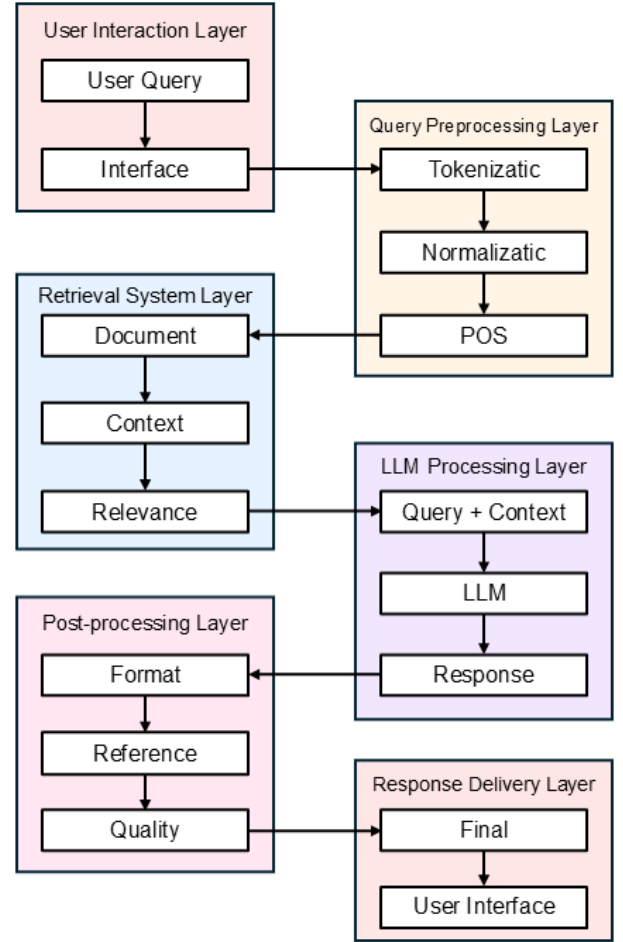 User Interaction Layer
User Query
Interface
Query Preprocessing Layer
Tokenizatic
Normalizatic
POS
Retrieval System Layer
Document
Context
Relevance
LLM Processing Layer
Query + Context
LLM
Response
Post-processing Layer
Format
Reference
Quality
Response Delivery Layer
Final
User Interface